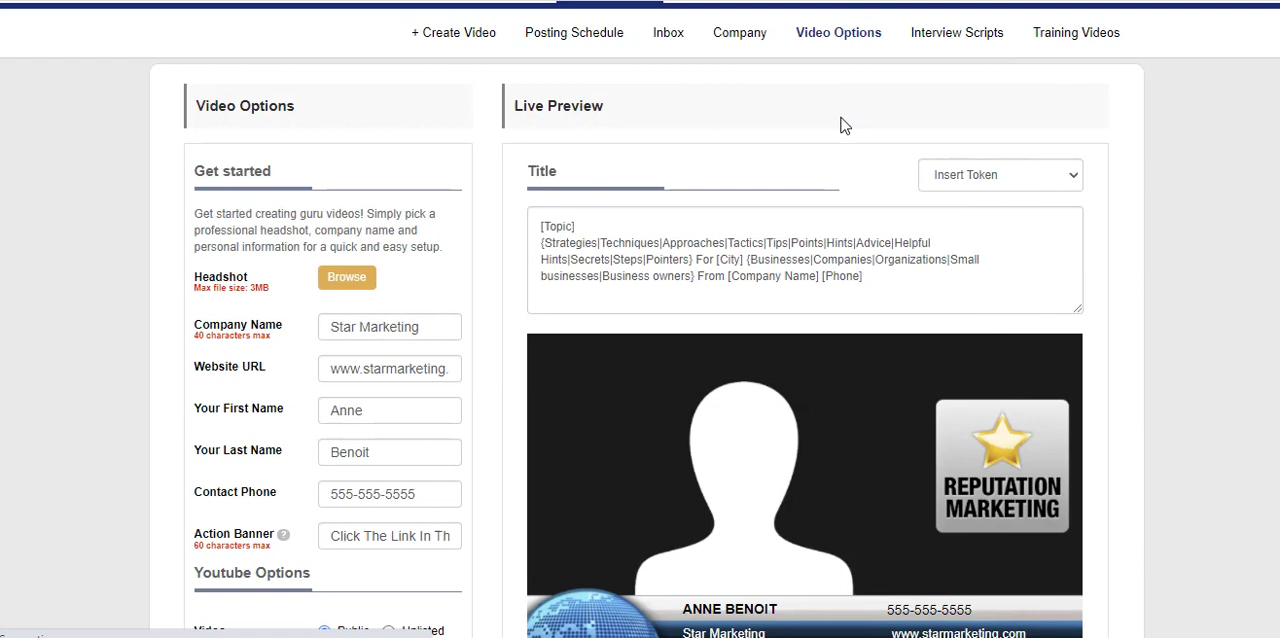 + Create Video
Posting Schedule
Inbox
Company
Video Options
Interview Scripts
Training Videos
Video Options
Live Preview
Get started
Get started creating guru videos! Simply pick a
professional headshot, company name and
personal information for a quick and easy setup.
Headshot
Max file size: 3MB
Browse
Company Name
40 characters max
Star Marketing
Website URL
www.starmarketing.
Your First Name
Anne
Your Last Name
Benoit
Contact Phone
555-555-5555
Action Banner ?
60 characters max
Click The Link In Th
Youtube Options
Video
Public
Unlisted
Title
Insert Token
[Topic]
{Strategies|Techniques|Approaches|Tactics|Tips|Points|Hints|Advice|Helpful
Hints|Secrets|Steps|Pointers} For [City] {Businesses|Companies|Organizations|Small
businesses|Business owners} From [Company Name] [Phone]
REPUTATION
MARKETING
ANNE BENOIT
555-555-5555
Star Marketing
www.starmarketing.com